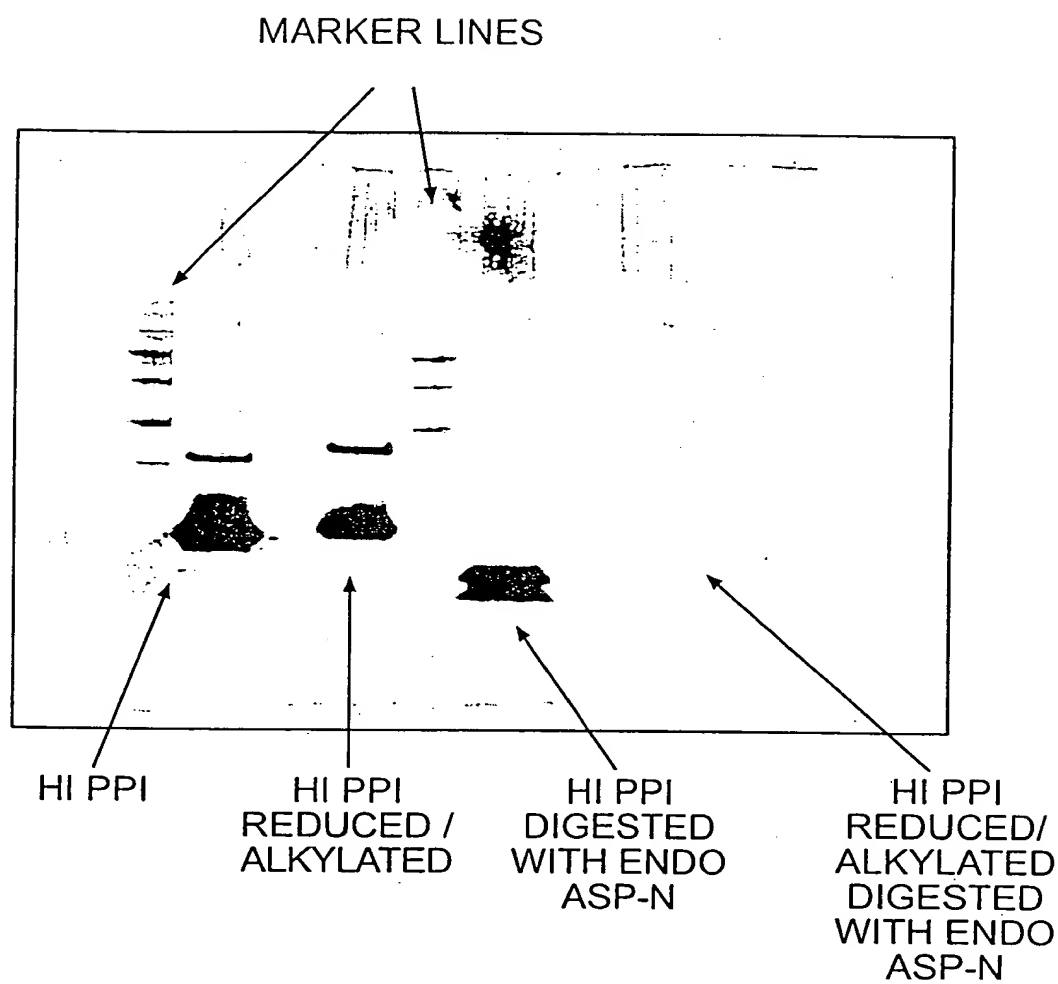 MARKER LINES
HI PPI
HI PPI
REDUCED /
ALKYLATED
HI PPI
DIGESTED
WITH ENDO
ASP-N
HI PPI
REDUCED/
ALKYLATED
DIGESTED
WITH ENDO
ASP-N